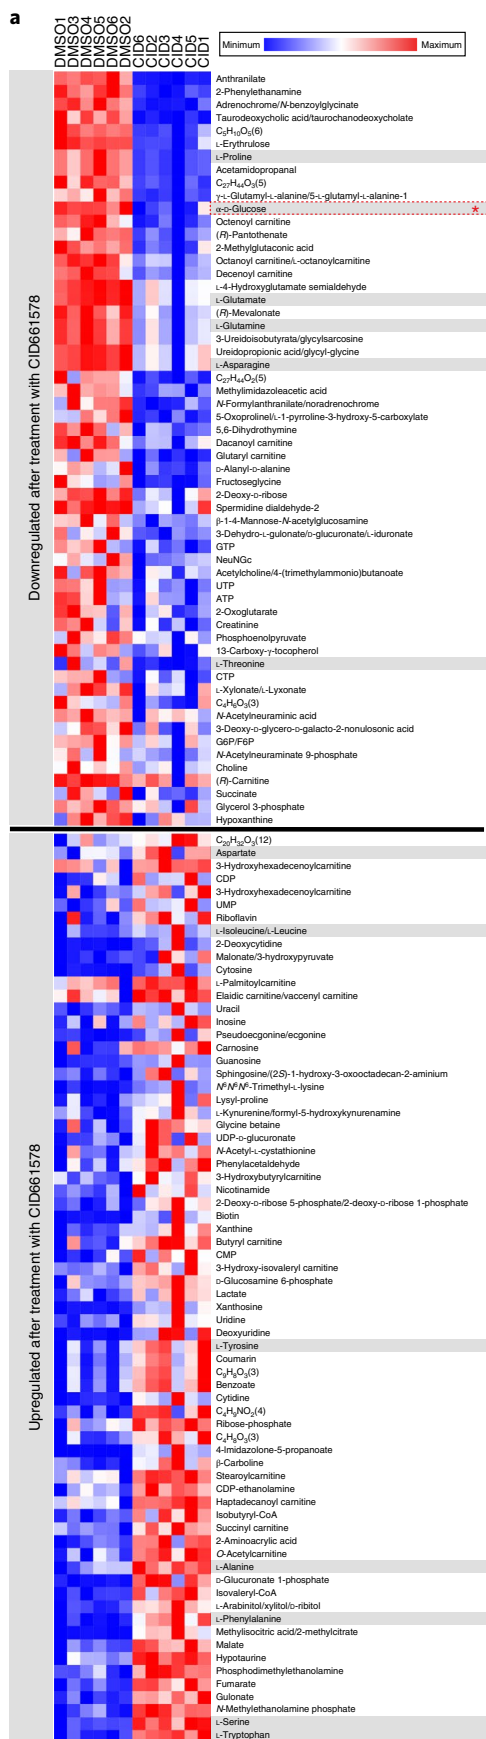 a
DMSO1
DMSO3
DMSO4
DMSO5
DMSO6
DMSO2
CID6
CID2
CID3
CID4
CID5
CID1
Minimum Maximum
Downregulated after treatment with CID661578
Anthranilate
2-Phenylethanamine
Adrenochrome/N-benzoylglycinate
Taurodeoxycholic acid/taurochanodeoxycolate
C5H10O5(6)
L-Erythrulose
L-Proline
Acetamidopropanal
C27H44O3(5)
γ-L-Glutamyl-L-alanine/5-L-glutamyl-L-alanine-1
α-D-Glucose *
Octenoyl carnitine
(R)-Pantothenate
2-Methylglutaconic acid
Octanoyl carnitine/L-octanoylcarnitine
Decenoyl carnitine
L-4-Hydroxyglutamate semialdehyde
L-Glutamate
(R)-Mevalonate
L-Glutamine
3-Ureidoisobutyrata/glycylsarcosine
Ureidopropionic acid/glycyl-glycine
L-Asparagine
C27H44O2(5)
Methylimidazoleacetic acid
N-Formylanthranilate/noradrenochrome
5-Oxoprolinel/L-1-pyrroline-3-hydroxy-5-carboxylate
5,6-Dihydrothymine
Dacanoyl carnitine
Glutaryl carnitine
D-Alanyl-D-alanine
Fructoseglycine
2-Deoxy-D-ribose
Spermidine dialdehyde-2
β-1-4-Mannose-N-acetylglucosamine
3-Dehydro-L-gulonate/D-glucuronate/L-iduronate
GTP
NeuNGc
Acetylcholine/4-(trimethylammonio)butanoate
UTP
ATP
2-Oxoglutarate
Creatinine
Phosphoenolpyruvate
13-Carboxy-γ-tocopherol
L-Threonine
CTP
L-Xylonate/L-Lyxonate
C4H6O3(3)
N-Acetylneuraminic acid
3-Deoxy-D-glycero-D-galacto-2-nonulosonic acid
G6P/F6P
N-Acetylneuraminate 9-phosphate
Choline
(R)-Carnitine
Succinate
Glycerol 3-phosphate
Hypoxanthine
Upregulated after treatment with CID661578
C20H32O3(12)
Aspartate
3-Hydroxyhexadecenoylcarnitine
CDP
3-Hydroxyhexadecenoylcarnitine
UMP
Riboflavin
L-Isoleucine/L-Leucine
2-Deoxycytidine
Malonate/3-hydroxypyruvate
Cytosine
L-Palmitoylcarnitine
Elaidic carnitine/vaccenyl carnitine
Uracil
Inosine
Pseudoecgonine/ecgonine
Carnosine
Guanosine
Sphingosine/(2S)-1-hydroxy-3-oxooctadecan-2-aminium
N6N6N6-Trimethyl-L-lysine
Lysyl-proline
L-Kynurenine/formyl-5-hydroxykynurenamine
Glycine betaine
UDP-D-glucuronate
N-Acetyl-L-cystathionine
Phenylacetaldehyde
3-Hydroxybutyrylcarnitine
Nicotinamide
2-Deoxy-D-ribose 5-phosphate/2-deoxy-D-ribose 1-phosphate
Biotin
Xanthine
Butyryl carnitine
CMP
3-Hydroxy-isovaleryl carnitine
D-Glucosamine 6-phosphate
Lactate
Xanthosine
Uridine
Deoxyuridine
L-Tyrosine
Coumarin
C9H8O3(3)
Benzoate
Cytidine
C4H9NO2(4)
Ribose-phosphate
C4H8O3(3)
4-Imidazolone-5-propanoate
β-Carboline
Stearoylcarnitine
CDP-ethanolamine
Haptadecanoyl carnitine
Isobutyryl-CoA
Succinyl carnitine
2-Aminoacrylic acid
O-Acetylcarnitine
L-Alanine
D-Glucuronate 1-phosphate
Isovaleryl-CoA
L-Arabinitol/xylitol/D-ribitol
L-Phenylalanine
Methylisocitric acid/2-methylcitrate
Malate
Hypotaurine
Phosphodimethylethanolamine
Fumarate
Gulonate
N-Methylethanolamine phosphate
L-Serine
L-Tryptophan